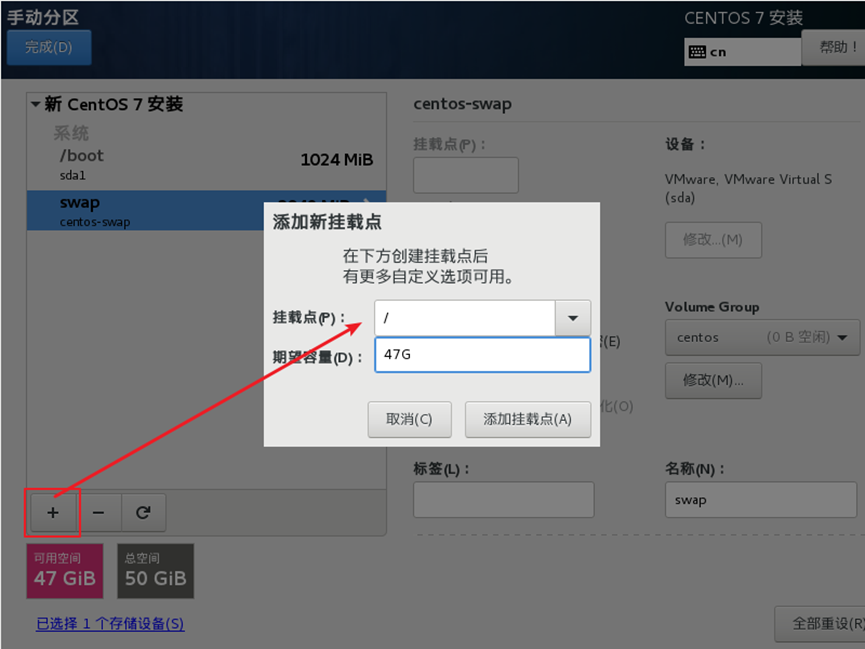 手动分区
完成(D)
CENTOS 7 安装
cn
帮助！
新 CentOS 7 安装
系统
/boot
1024 MiB
sda1
swap
centos-swap
centos-swap
挂载点(P)：
设备：
VMware, VMware Virtual S
(sda)
修改...(M)
添加新挂载点
在下方创建挂载点后
有更多自定义选项可用。
挂载点(P)：
/
期望容量(D)：
47G
取消(C)
添加挂载点(A)
(E)
化(O)
Volume Group
centos
(0 B 空闲)
修改(M)...
标签(L)：
名称(N)：
swap
+
−
可用空间
47 GiB
总空间
50 GiB
已选择 1 个存储设备(S)
全部重设(R)